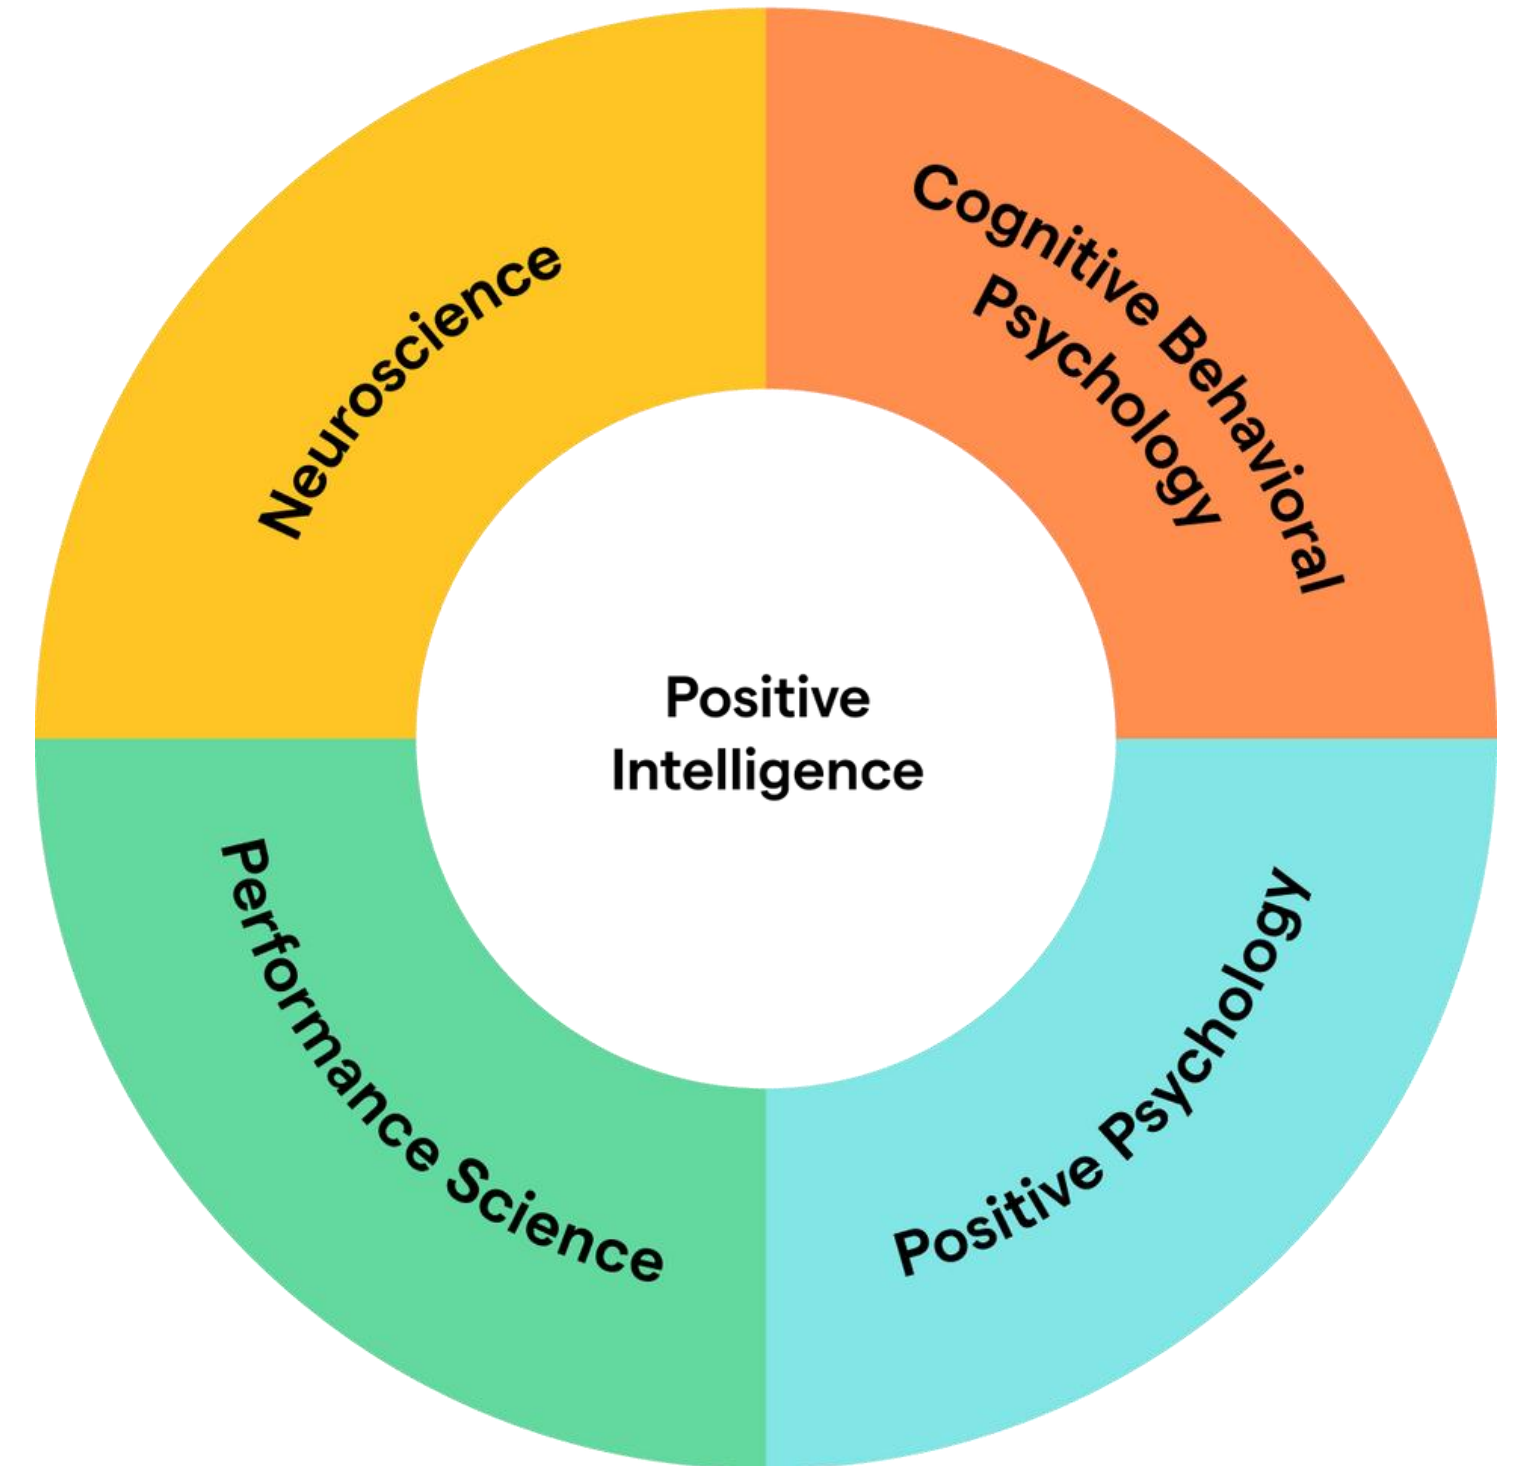 Neuroscience
Cognitive Behavioral
Psychology
Positive
Intelligence
Performance Science
Positive Psychology